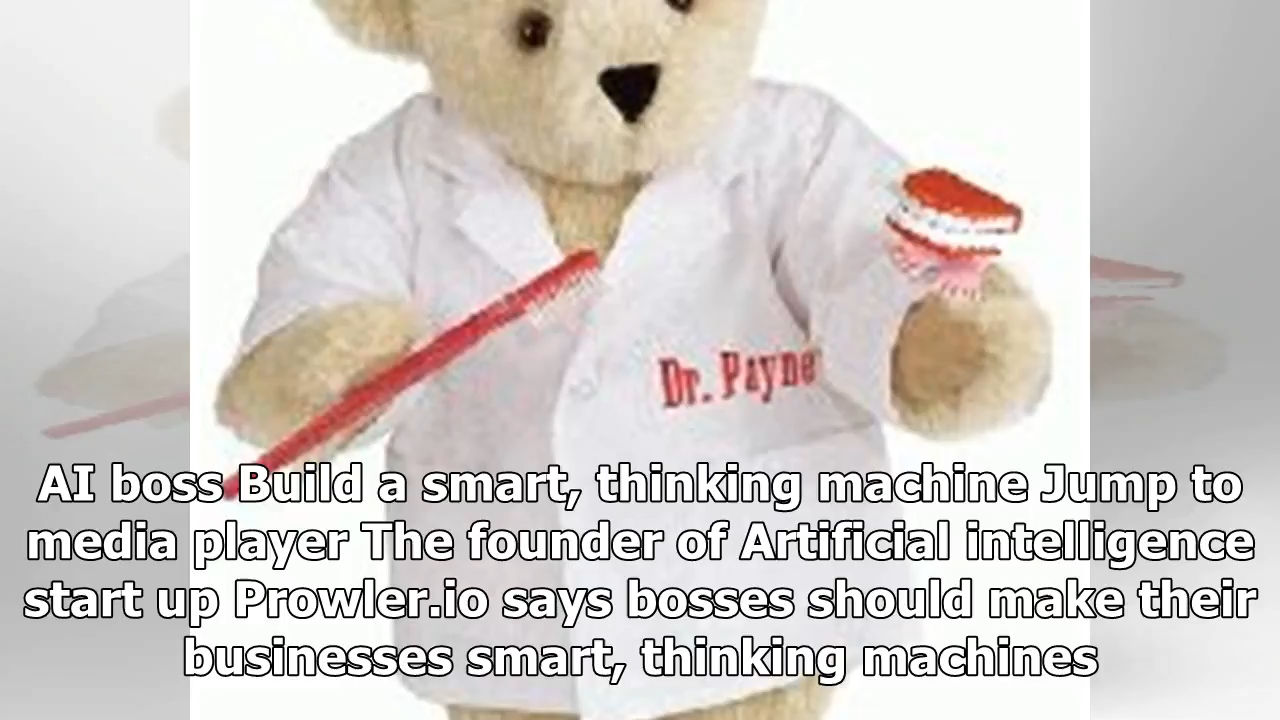 Dr. Payne
AI boss Build a smart, thinking machine Jump to
media player The founder of Artificial intelligence
start up Prowler.io says bosses should make their
businesses smart, thinking machines